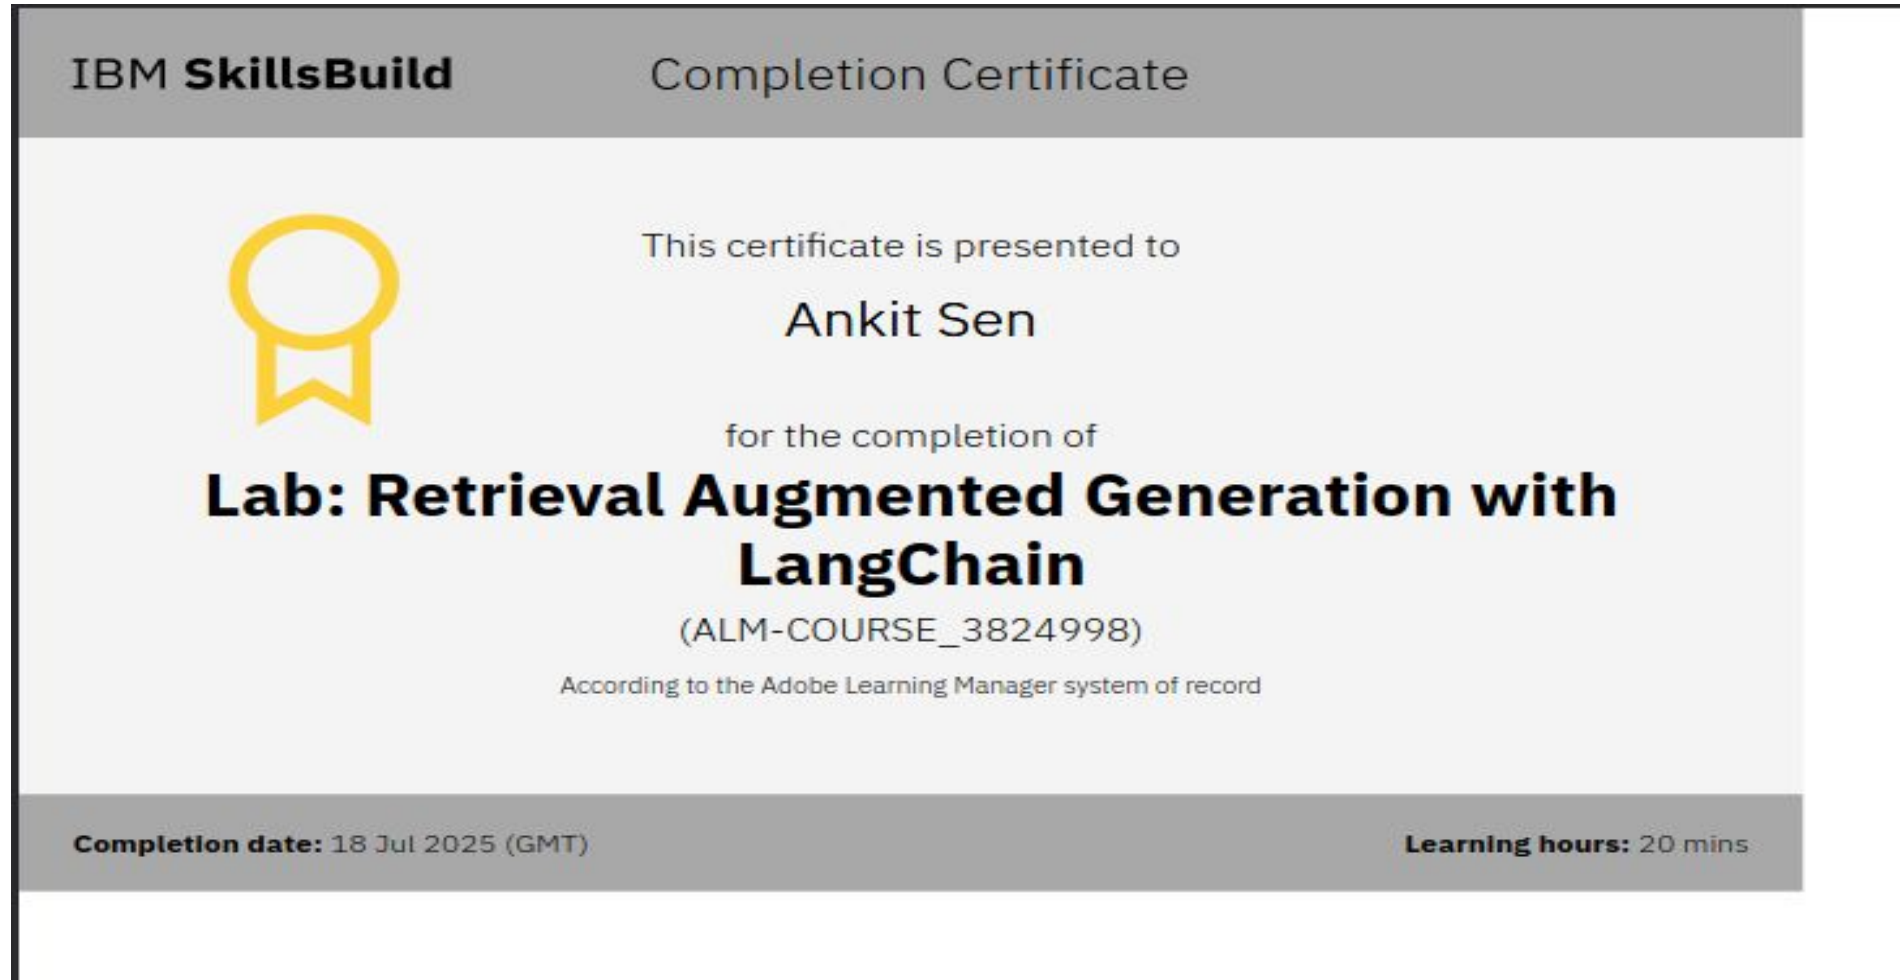 IBM SkillsBuild Completion Certificate
This certificate is presented to
Ankit Sen
for the completion of
Lab: Retrieval Augmented Generation with
LangChain
(ALM-COURSE_3824998)
According to the Adobe Learning Manager system of record
Completion date: 18 Jul 2025 (GMT) Learning hours: 20 mins